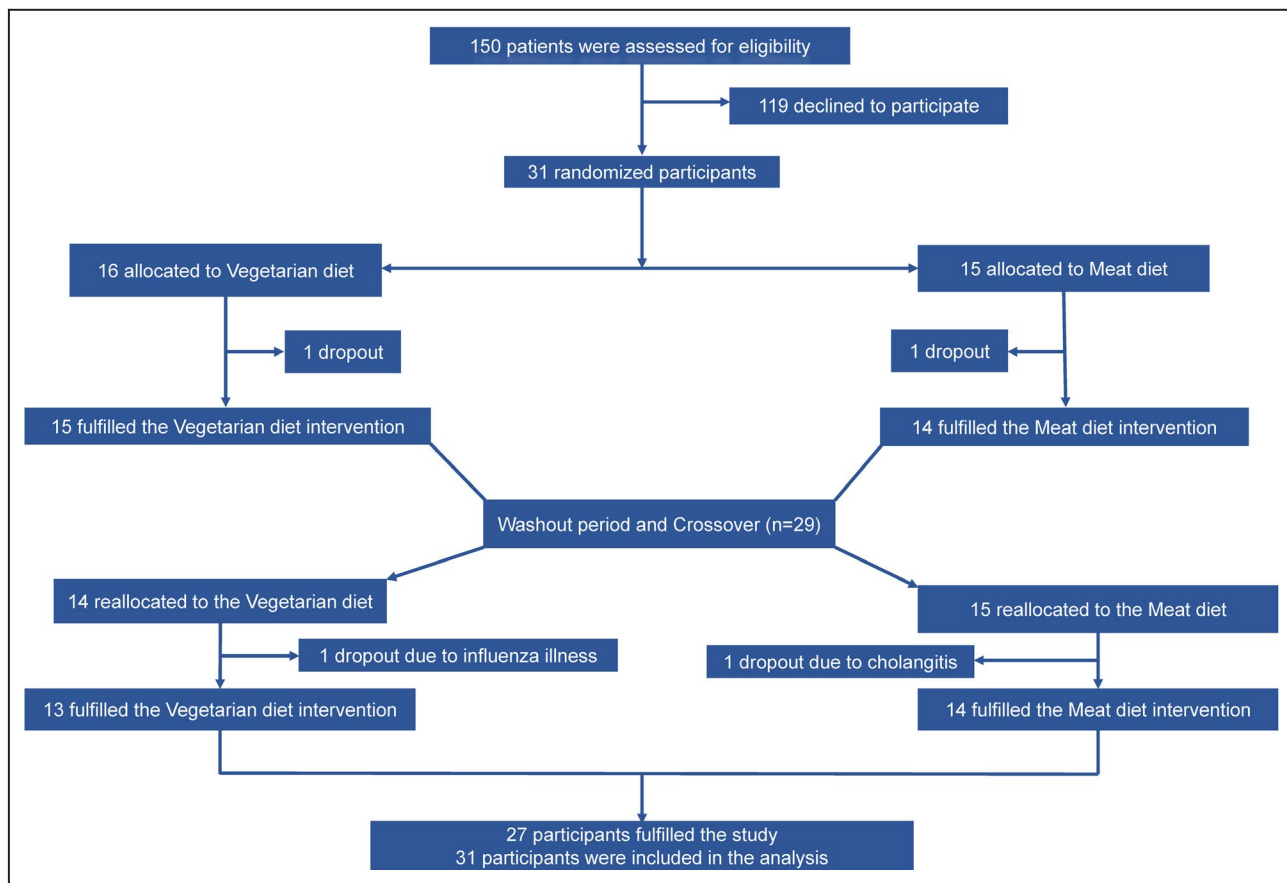 150 patients were assessed for eligibility
119 declined to participate
31 randomized participants
16 allocated to Vegetarian diet
15 allocated to Meat diet
1 dropout
1 dropout
15 fulfilled the Vegetarian diet intervention
14 fulfilled the Meat diet intervention
Washout period and Crossover (n=29)
14 reallocated to the Vegetarian diet
15 reallocated to the Meat diet
1 dropout due to influenza illness
1 dropout due to cholangitis
13 fulfilled the Vegetarian diet intervention
14 fulfilled the Meat diet intervention
27 participants fulfilled the study
31 participants were included in the analysis